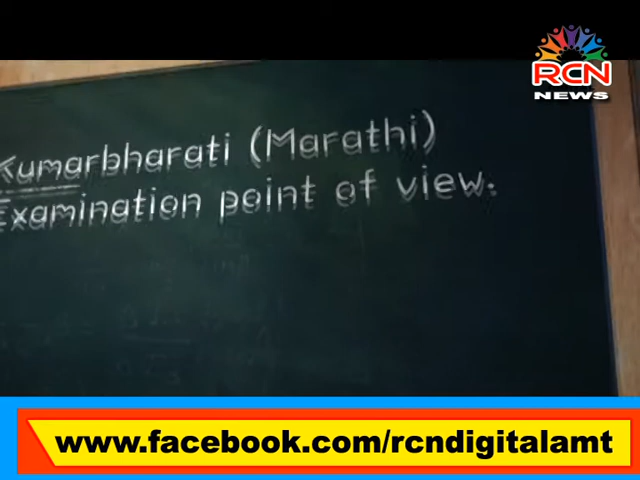 RCN
NEWS
Kumarbharati (Marathi)
Examination point of view.
www.facebook.com/rcndigitalamt